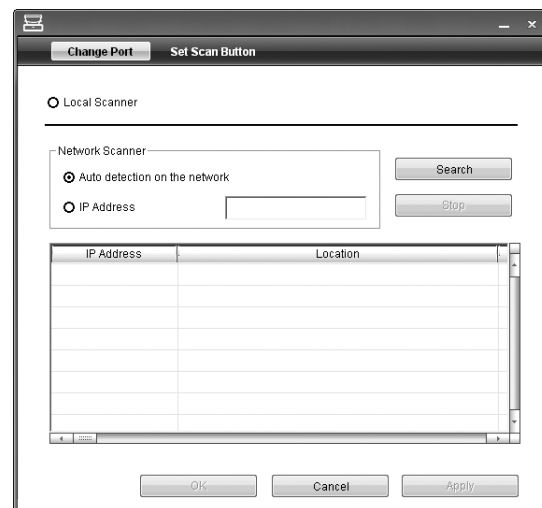 Change Port Set Scan Button
Local Scanner
Network Scanner
Auto detection on the network
Search
IP Address
Stop
IP Address Location
OK Cancel Apply